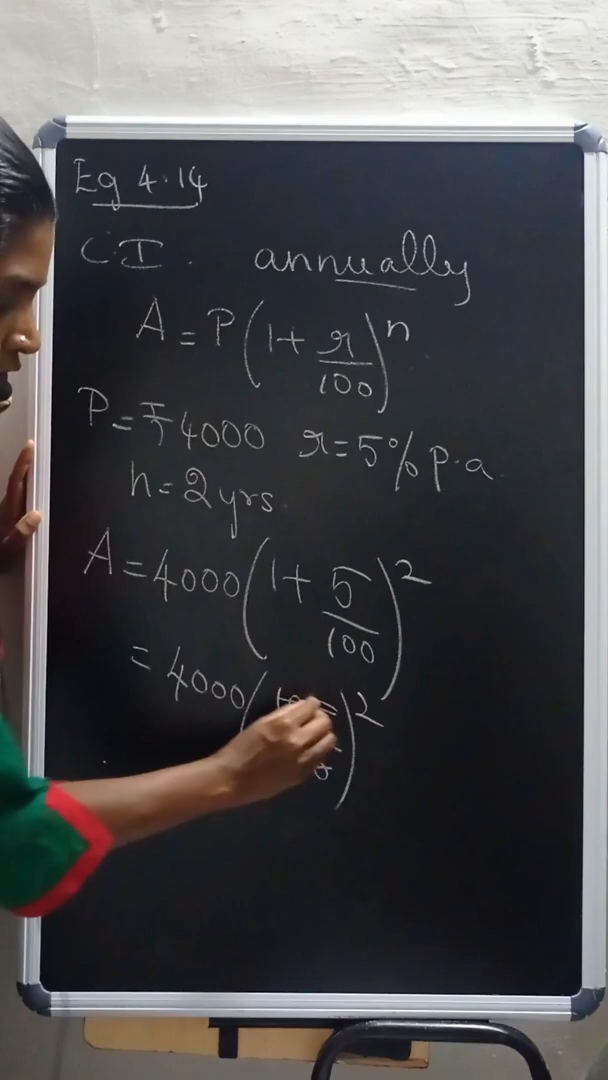 Eg 4.14
C.I. annually
A = P(1 + r/100)^n
P = ₹4000 r = 5% p.a.
n = 2 yrs
A = 4000(1 + 5/100)^2
= 4000( )^2